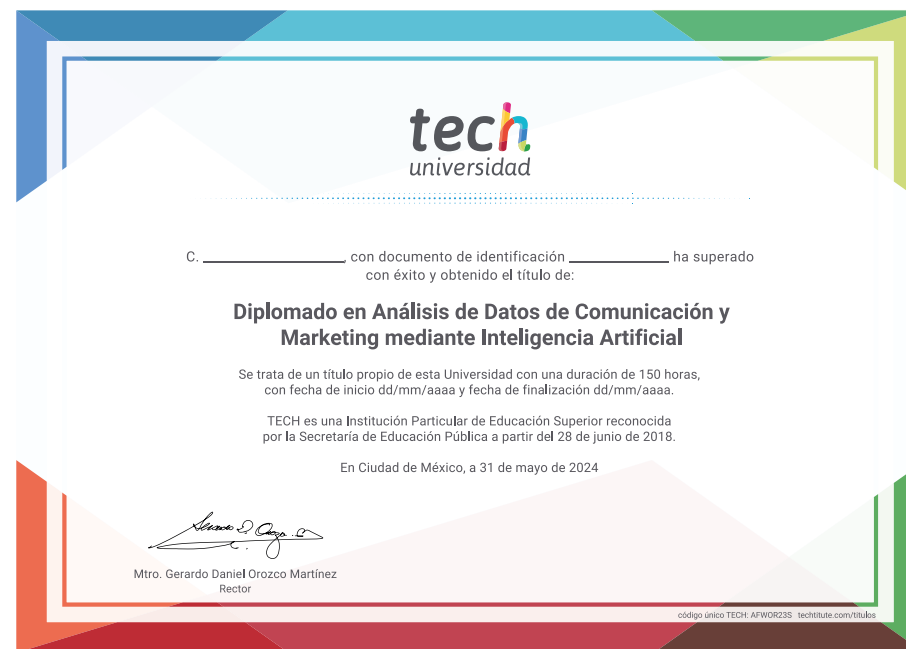 tech
universidad
C. ____________, con documento de identificación ____________ ha superado
con éxito y obtenido el título de:
Diplomado en Análisis de Datos de Comunicación y
Marketing mediante Inteligencia Artificial
Se trata de un título propio de esta Universidad con una duración de 150 horas,
con fecha de inicio dd/mm/aaaa y fecha de finalización dd/mm/aaaa.
TECH es una Institución Particular de Educación Superior reconocida
por la Secretaría de Educación Pública a partir del 28 de junio de 2018.
En Ciudad de México, a 31 de mayo de 2024
Mtro. Gerardo Daniel Orozco Martínez
Rector
código único TECH: AFWOR23S techtitute.com/titulos